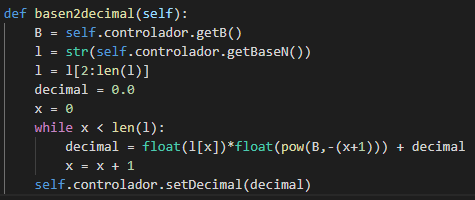 def basen2decimal(self):
    B = self.controlador.getB()
    l = str(self.controlador.getBaseN())
    l = l[2:len(l)]
    decimal = 0.0
    x = 0
    while x < len(l):
        decimal = float(l[x])*float(pow(B,-(x+1))) + decimal
        x = x + 1
    self.controlador.setDecimal(decimal)